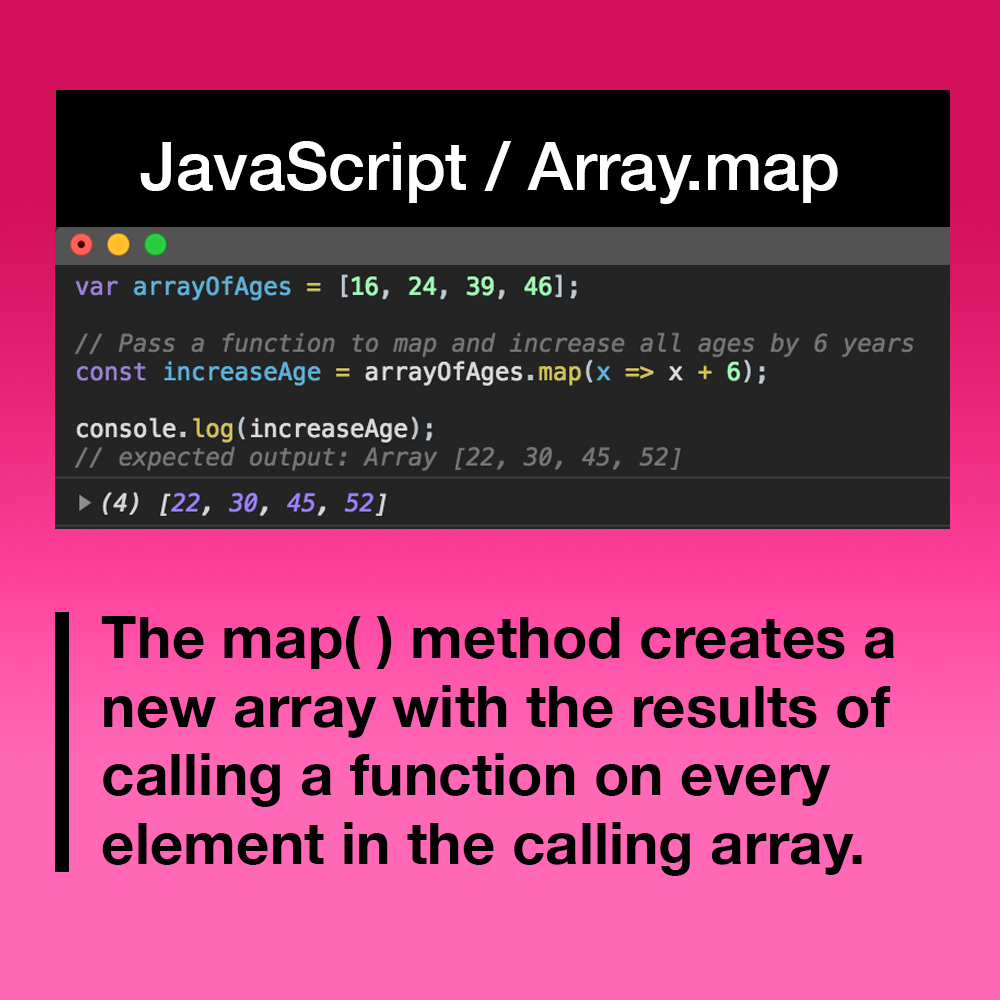 JavaScript / Array.map
var arrayOfAges = [16, 24, 39, 46];
// Pass a function to map and increase all ages by 6 years
const increaseAge = arrayOfAges.map(x => x + 6);
console.log(increaseAge);
// expected output: Array [22, 30, 45, 52]
(4) [22, 30, 45, 52]
The map( ) method creates a
new array with the results of
calling a function on every
element in the calling array.